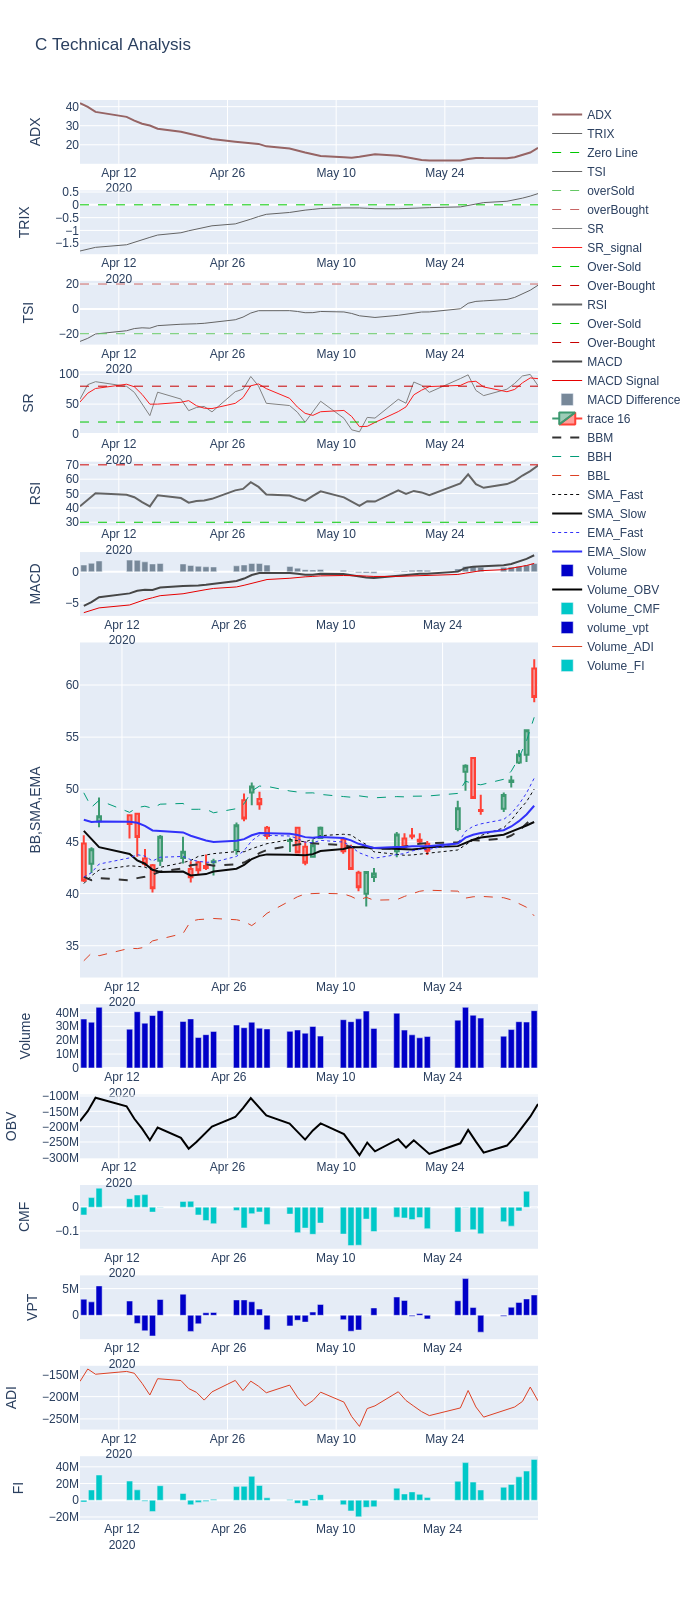 C Technical Analysis
ADX
40
30
20
Apr 12
2020
Apr 26
May 10
May 24
TRIX
0.5
0
−0.5
−1
−1.5
Apr 12
2020
Apr 26
May 10
May 24
TSI
20
0
−20
Apr 12
2020
Apr 26
May 10
May 24
SR
100
50
0
Apr 12
2020
Apr 26
May 10
May 24
RSI
70
60
50
40
30
Apr 12
2020
Apr 26
May 10
May 24
MACD
0
−5
Apr 12
2020
Apr 26
May 10
May 24
BB,SMA,EMA
60
55
50
45
40
35
Apr 12
2020
Apr 26
May 10
May 24
Volume
40M
30M
20M
10M
0
Apr 12
2020
Apr 26
May 10
May 24
OBV
−100M
−150M
−200M
−250M
−300M
Apr 12
2020
Apr 26
May 10
May 24
CMF
0
−0.1
Apr 12
2020
Apr 26
May 10
May 24
VPT
5M
0
Apr 12
2020
Apr 26
May 10
May 24
ADI
−150M
−200M
−250M
Apr 12
2020
Apr 26
May 10
May 24
FI
40M
20M
0
−20M
Apr 12
2020
Apr 26
May 10
May 24
ADX
TRIX
Zero Line
TSI
overSold
overBought
SR
SR_signal
Over-Sold
Over-Bought
RSI
Over-Sold
Over-Bought
MACD
MACD Signal
MACD Difference
trace 16
BBM
BBH
BBL
SMA_Fast
SMA_Slow
EMA_Fast
EMA_Slow
Volume
Volume_OBV
Volume_CMF
volume_vpt
Volume_ADI
Volume_FI